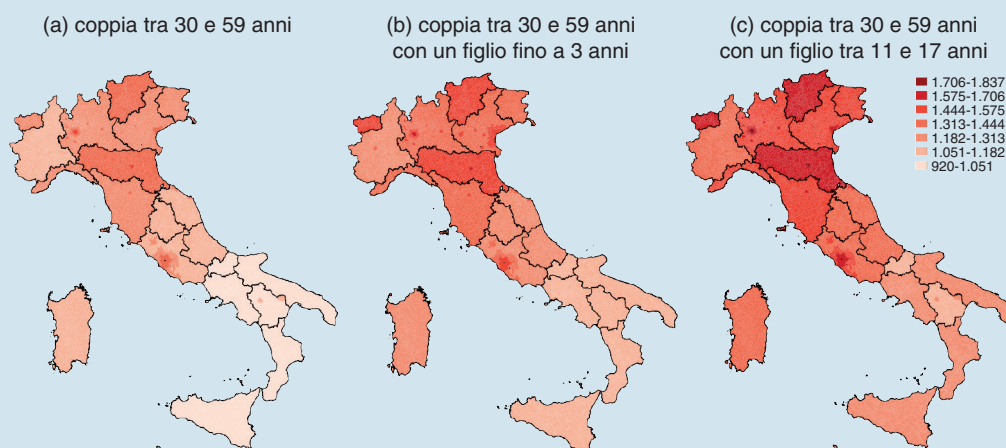 (a) coppia tra 30 e 59 anni
(b) coppia tra 30 e 59 anni
con un figlio fino a 3 anni
(c) coppia tra 30 e 59 anni
con un figlio tra 11 e 17 anni
1.706-1.837
1.575-1.706
1.444-1.575
1.313-1.444
1.182-1.313
1.051-1.182
920-1.051